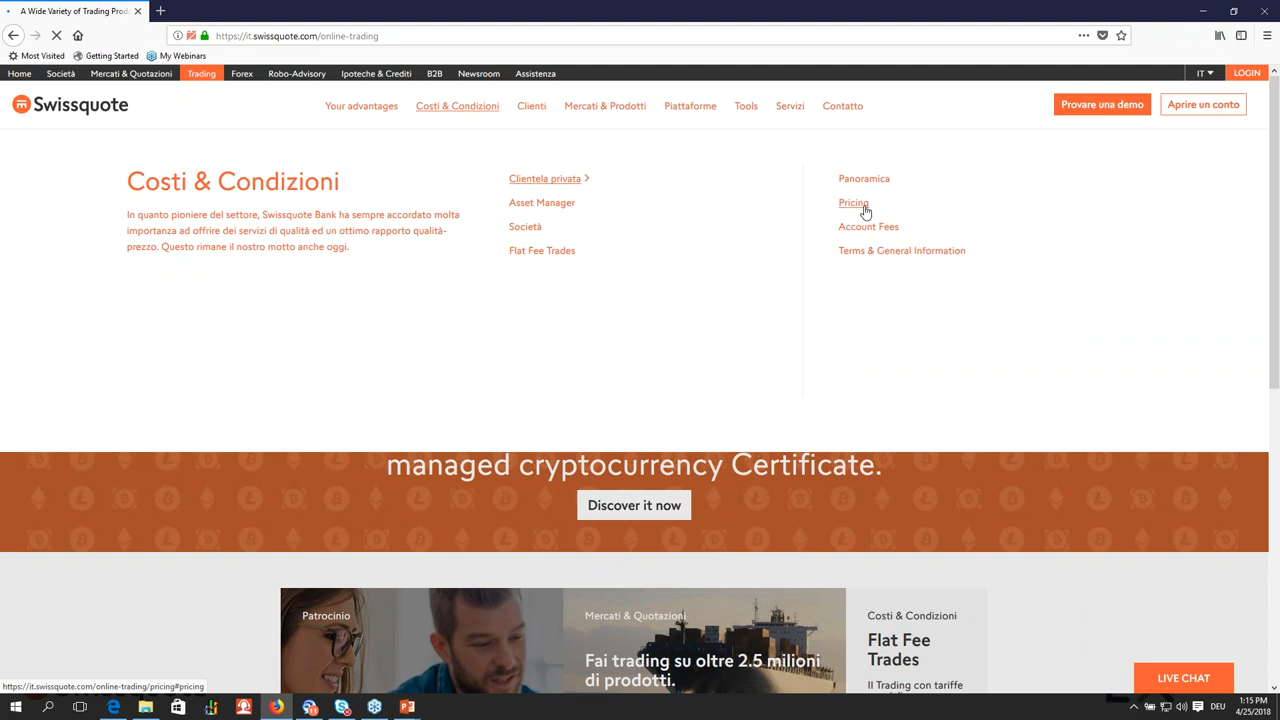 A Wide Variety of Trading Prod
https://it.swissquote.com/online-trading
Most Visited
Getting Started
My Webinars
Home
Società
Mercati & Quotazioni
Trading
Forex
Robo-Advisory
Ipoteche & Crediti
B2B
Newsroom
Assistenza
IT
LOGIN
Swissquote
Your advantages
Costi & Condizioni
Clienti
Mercati & Prodotti
Piattaforme
Tools
Servizi
Contatto
Provare una demo
Aprire un conto
Costi & Condizioni
In quanto pioniere del settore, Swissquote Bank ha sempre accordato molta
importanza ad offrire dei servizi di qualità ed un ottimo rapporto qualità-
prezzo. Questo rimane il nostro motto anche oggi.
Clientela privata
Asset Manager
Società
Flat Fee Trades
Panoramica
Pricing
Account Fees
Terms & General Information
managed cryptocurrency Certificate.
Discover it now
Patrocinio
Mercati & Quotazioni
Fai trading su oltre 2.5 milioni
di prodotti.
Costi & Condizioni
Flat Fee
Trades
Il Trading con tariffe
LIVE CHAT
https://it.swissquote.com/online-trading/pricing#pricing
DEU
1:15 PM
4/25/2018